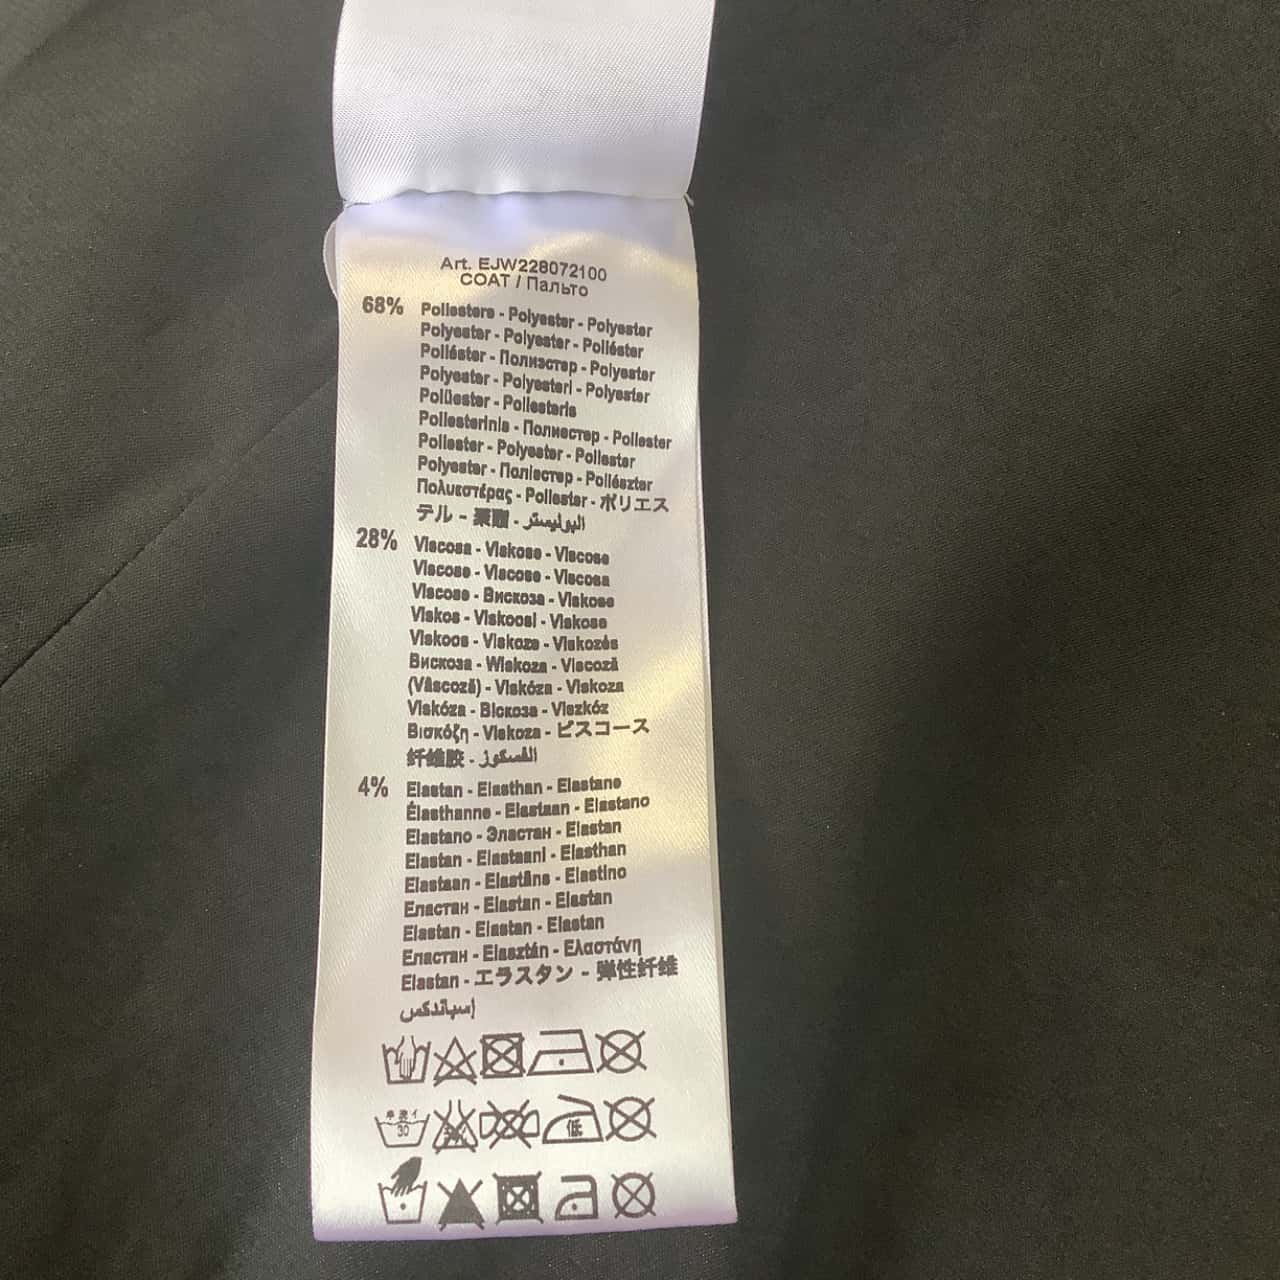 Art. EJW228072100
COAT / Пальто
68% Poliestere - Polyester - Polyester
Polyester - Polyester - Poliéster
Poliéster - Полиэстер - Polyester
Polyester - Polyesteri - Polyester
Polüester - Poliesteris
Poliesterinis - Полиестер - Poliester
Poliester - Polyester - Poliester
Polyester - Поліестер - Poliészter
Πολυεστέρας - Poliester - ポリエス
テル - 聚酯 - البوليستر
28% Viscosa - Viskose - Viscose
Viscose - Viscose - Viscosa
Viscose - Вискоза - Viskose
Viskos - Viskoosi - Viskose
Viskoos - Viskoze - Viskozės
Вискоза - Wiskoza - Viscoză
(Vâscoză) - Viskóza - Viskoza
Viskóza - Віскоза - Viszkóz
Βισκόζη - Viskoza - ビスコース
纤维胶 - الفسكوز
4% Elastan - Elasthan - Elastane
Élasthanne - Elastaan - Elastano
Elastano - Эластан - Elastan
Elastan - Elastaani - Elasthan
Elastaan - Elastāns - Elastino
Еластан - Elastan - Elastan
Elastan - Elastan - Elastan
Еластан - Elasztán - Ελαστάνη
Elastan - エラスタン - 弹性纤维
إسباندكس
30 低